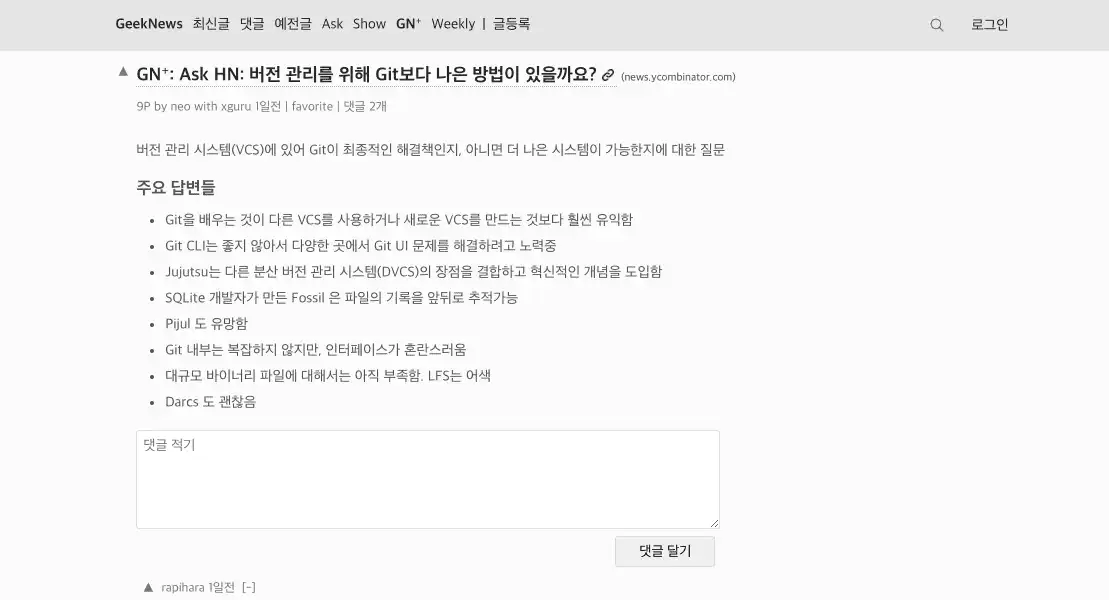 GeekNews 최신글 댓글 예전글 Ask Show GN⁺ Weekly | 글등록 로그인
▲ GN⁺: Ask HN: 버전 관리를 위해 Git보다 나은 방법이 있을까요? (news.ycombinator.com)
9P by neo with xguru 1일전 | favorite | 댓글 2개
버전 관리 시스템(VCS)에 있어 Git이 최종적인 해결책인지, 아니면 더 나은 시스템이 가능한지에 대한 질문
주요 답변들
• Git을 배우는 것이 다른 VCS를 사용하거나 새로운 VCS를 만드는 것보다 훨씬 유익함
• Git CLI는 좋지 않아서 다양한 곳에서 Git UI 문제를 해결하려고 노력중
• Jujutsu는 다른 분산 버전 관리 시스템(DVCS)의 장점을 결합하고 혁신적인 개념을 도입함
• SQLite 개발자가 만든 Fossil 은 파일의 기록을 앞뒤로 추적가능
• Pijul 도 유망함
• Git 내부는 복잡하지 않지만, 인터페이스가 혼란스러움
• 대규모 바이너리 파일에 대해서는 아직 부족함. LFS는 어색
• Darcs 도 괜찮음
댓글 적기
댓글 달기
▲ rapihara 1일전 [-]